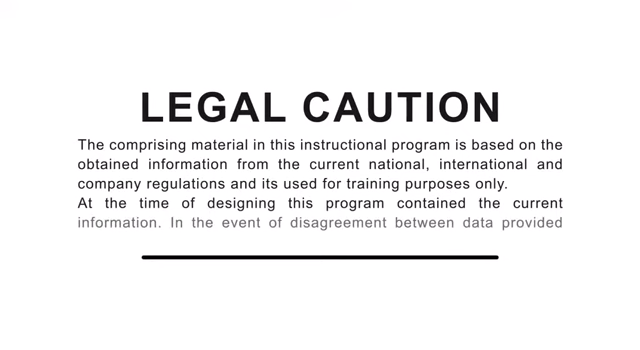 LEGAL CAUTION
The comprising material in this instructional program is based on the
obtained information from the current national, international and
company regulations and its used for training purposes only.
At the time of designing this program contained the current
information. In the event of disagreement between data provided